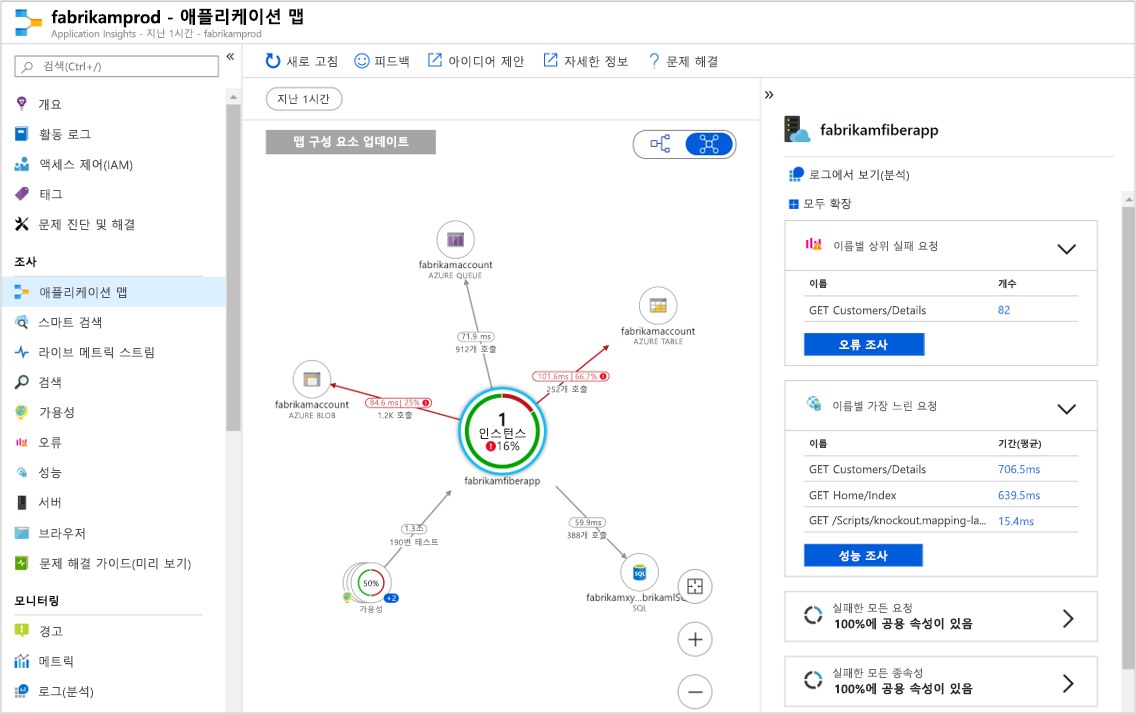 fabrikamprod - 애플리케이션 맵
Application Insights - 지난 1시간 - fabrikamprod
검색(Ctrl+/)
«
개요
활동 로그
액세스 제어(IAM)
태그
문제 진단 및 해결
조사
애플리케이션 맵
스마트 검색
라이브 메트릭 스트림
검색
가용성
오류
성능
서버
브라우저
문제 해결 가이드(미리 보기)
모니터링
경고
메트릭
로그(분석)
새로 고침
피드백
아이디어 제안
자세한 정보
? 문제 해결
지난 1시간
맵 구성 요소 업데이트
fabrikamaccount
AZURE QUEUE
71.9 ms
912개 호출
fabrikamaccount
AZURE TABLE
101.6ms | 66.7%
252개 호출
fabrikamaccount
AZURE BLOB
84.6 ms | 25%
1.2K 호출
1
인스턴스
16%
fabrikamfiberapp
1.3초
190번 테스트
50%
+2
가용성
59.9ms
388개 호출
SQL
fabrikamxy...brikamISC
SQL
»
fabrikamfiberapp
로그에서 보기(분석)
모두 확장
이름별 상위 실패 요청
이름 개수
GET Customers/Details 82
오류 조사
이름별 가장 느린 요청
이름 기간(평균)
GET Customers/Details 706.5ms
GET Home/Index 639.5ms
GET /Scripts/knockout.mapping-la... 15.4ms
성능 조사
실패한 모든 요청
100%에 공용 속성이 있음
실패한 모든 종속성
100%에 공용 속성이 있음